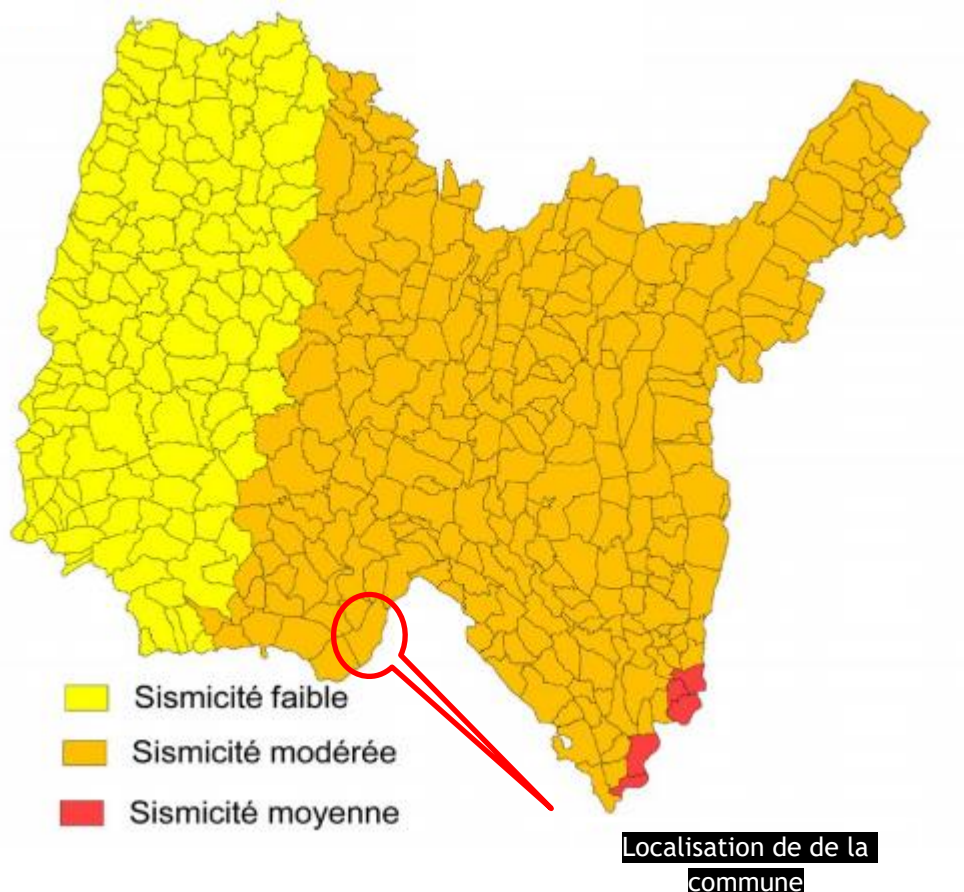 Sismicité faible
Sismicité modérée
Sismicité moyenne
Localisation de de la
commune